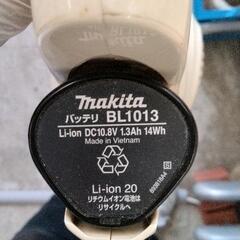 makita
バッテリ BL1013
Li-ion DC10.8V 1.3Ah 14Wh
Made in Vietnam
Li-ion 20
リチウムイオン電池は
リサイクルへ